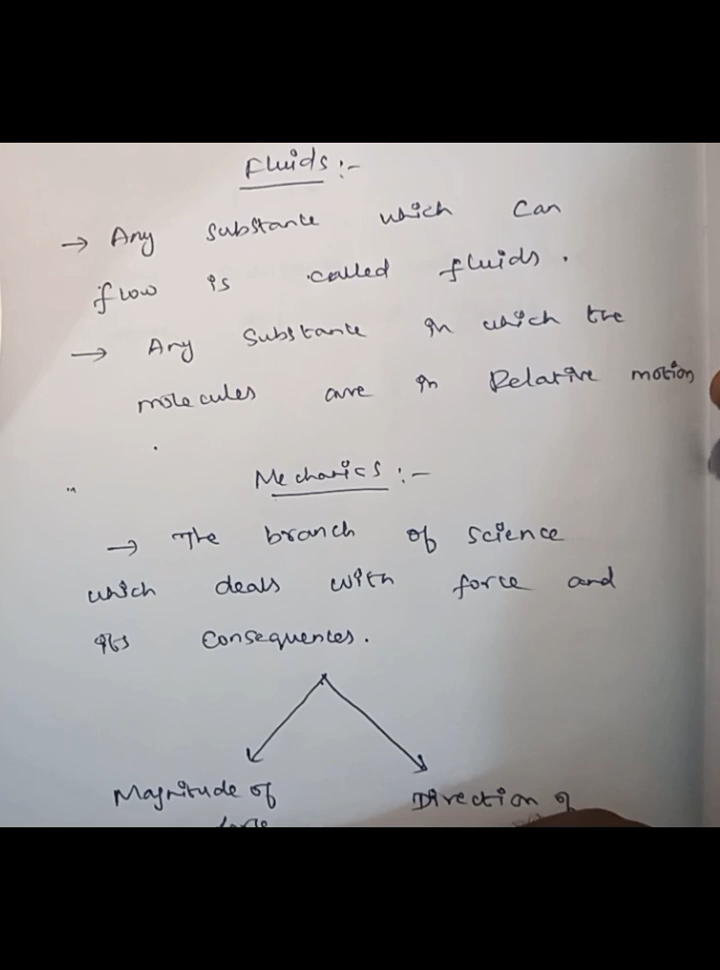 Fluids :-
→ Any substance which can
flow is called fluids.
→ Any substance in which the
molecules are in Relative motion
.
Mechanics :-
→ The branch of science
which deals with force and
its consequences.
Magnitude of Direction of